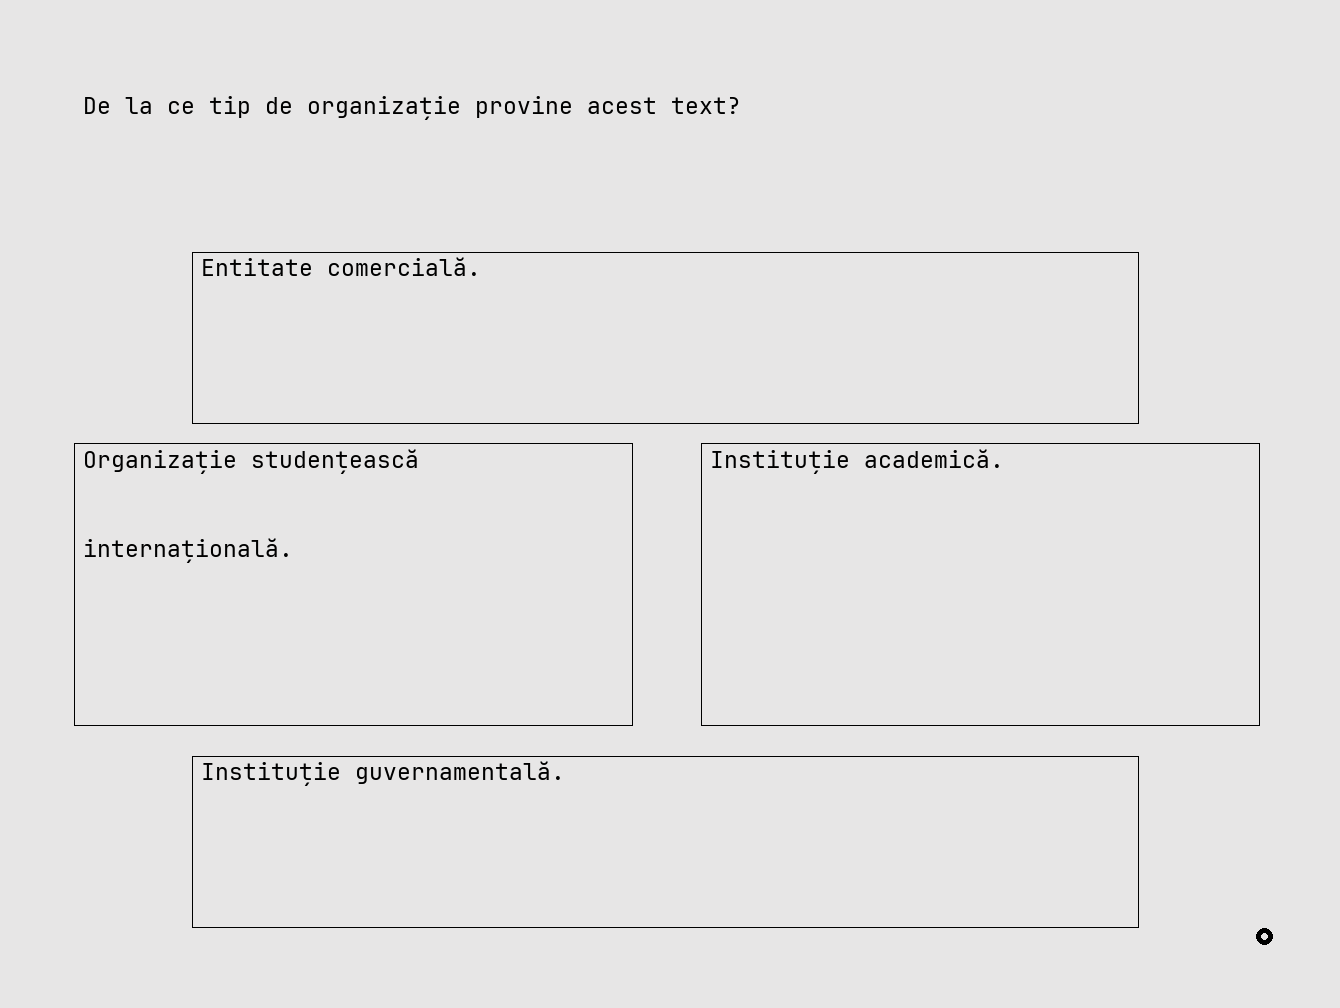 De la ce tip de organizație provine acest text?
Entitate comercială.
Organizație studențească
internațională.
Instituție academică.
Instituție guvernamentală.